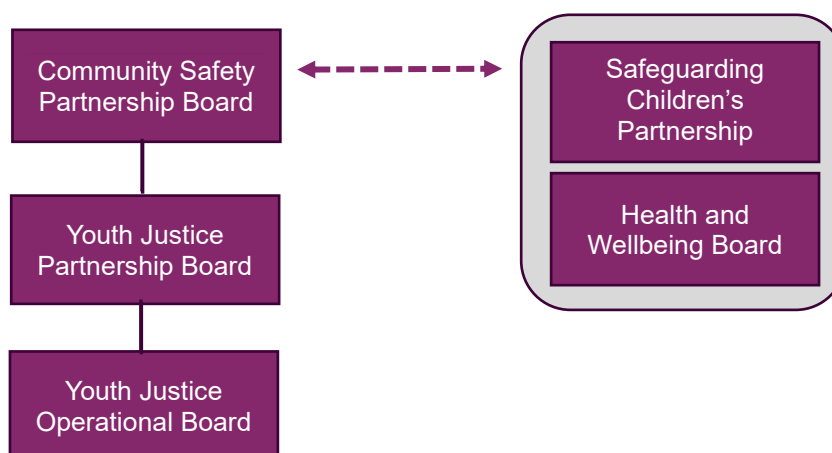 Community Safety
Partnership Board
Safeguarding
Children’s
Partnership
Youth Justice
Partnership Board
Health and
Wellbeing Board
Youth Justice
Operational Board